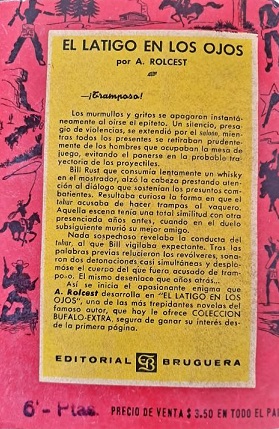 EL LATIGO EN LOS OJOS
por A. ROLCEST
—¡Tramposo!
Los murmullos y gritos se apagaron instantá-
neamente al oírse el epíteto. Un silencio, presa-
gio de violencias, se extendió por el saloon, mien-
tras todos los presentes se retiraban prudente-
mente de los hombres que ocupaban la mesa de
juego, evitando el ponerse en la probable tra-
yectoria de los proyectiles.
Bill Rust que consumía lentamente un whisky
en el mostrador, alzó la cabeza prestando aten-
ción al diálogo que sostenían los presuntos com-
batientes. Resultaba curiosa la forma en que el
tahur acusaba de hacer trampas al vaquero.
Aquella escena tenía una total similitud con otra
presenciada años antes, cuando en el duelo
subsiguiente murió su mejor amigo.
Nada sospechoso revelaba la conducta del
tahur, al que Bill vigilaba expectante. Tras las
palabras previas relucieron los revólveres, sona-
ron dos detonaciones casi simultáneas y desplo-
móse el cuerpo del que fuera acusado de tram-
poso. El mismo desenlace que años atrás...
Así se inicia el apasionante enigma que
A. Rolcest desarrolla en "EL LATIGO EN LOS
OJOS", una de las más trepidantes novelas del
famoso autor, que hay le ofrece COLECCION
BUFALO-EXTRA, segura de ganar su interés des-
de la primera página.
EDITORIAL B BRUGUERA
6'- Ptas. PRECIO DE VENTA $ 3.50 EN TODO EL PA